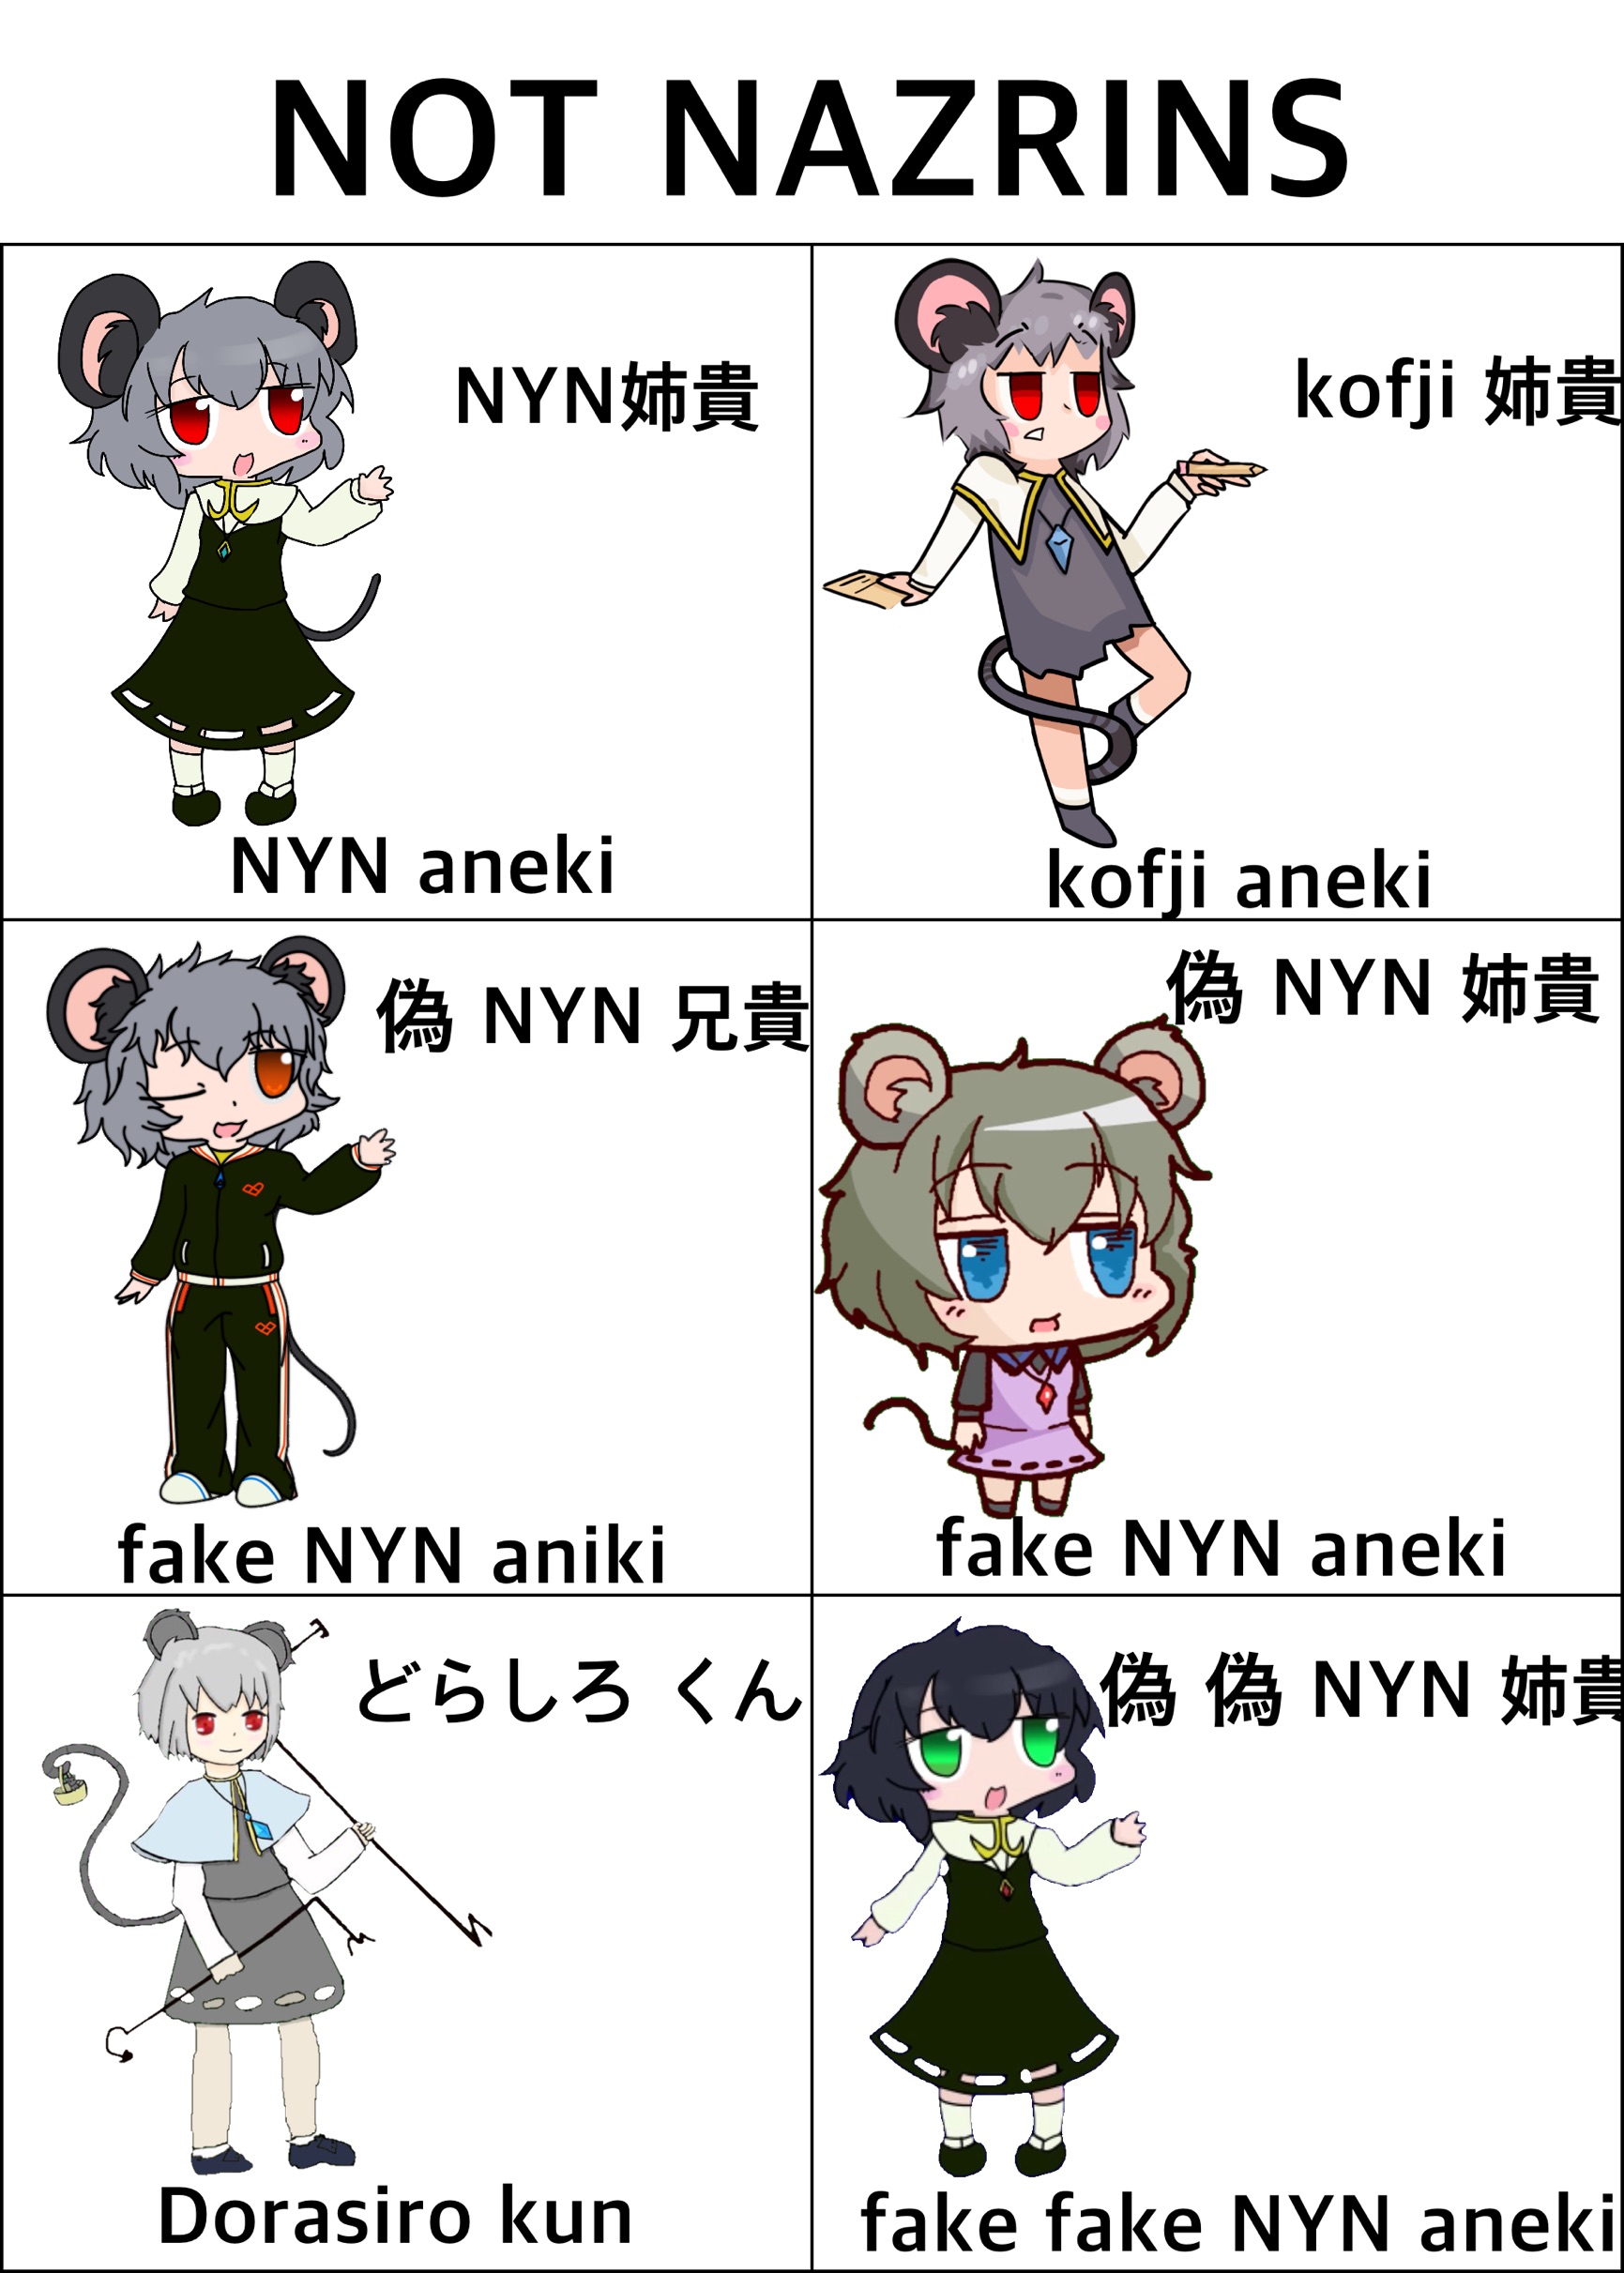 NOT NAZRINS
NYN姉貴
NYN aneki
kofji 姉貴
kofji aneki
偽 NYN 兄貴
fake NYN aniki
偽 NYN 姉貴
fake NYN aneki
どらしろ くん
Dorasiro kun
偽 偽 NYN 姉貴
fake fake NYN aneki